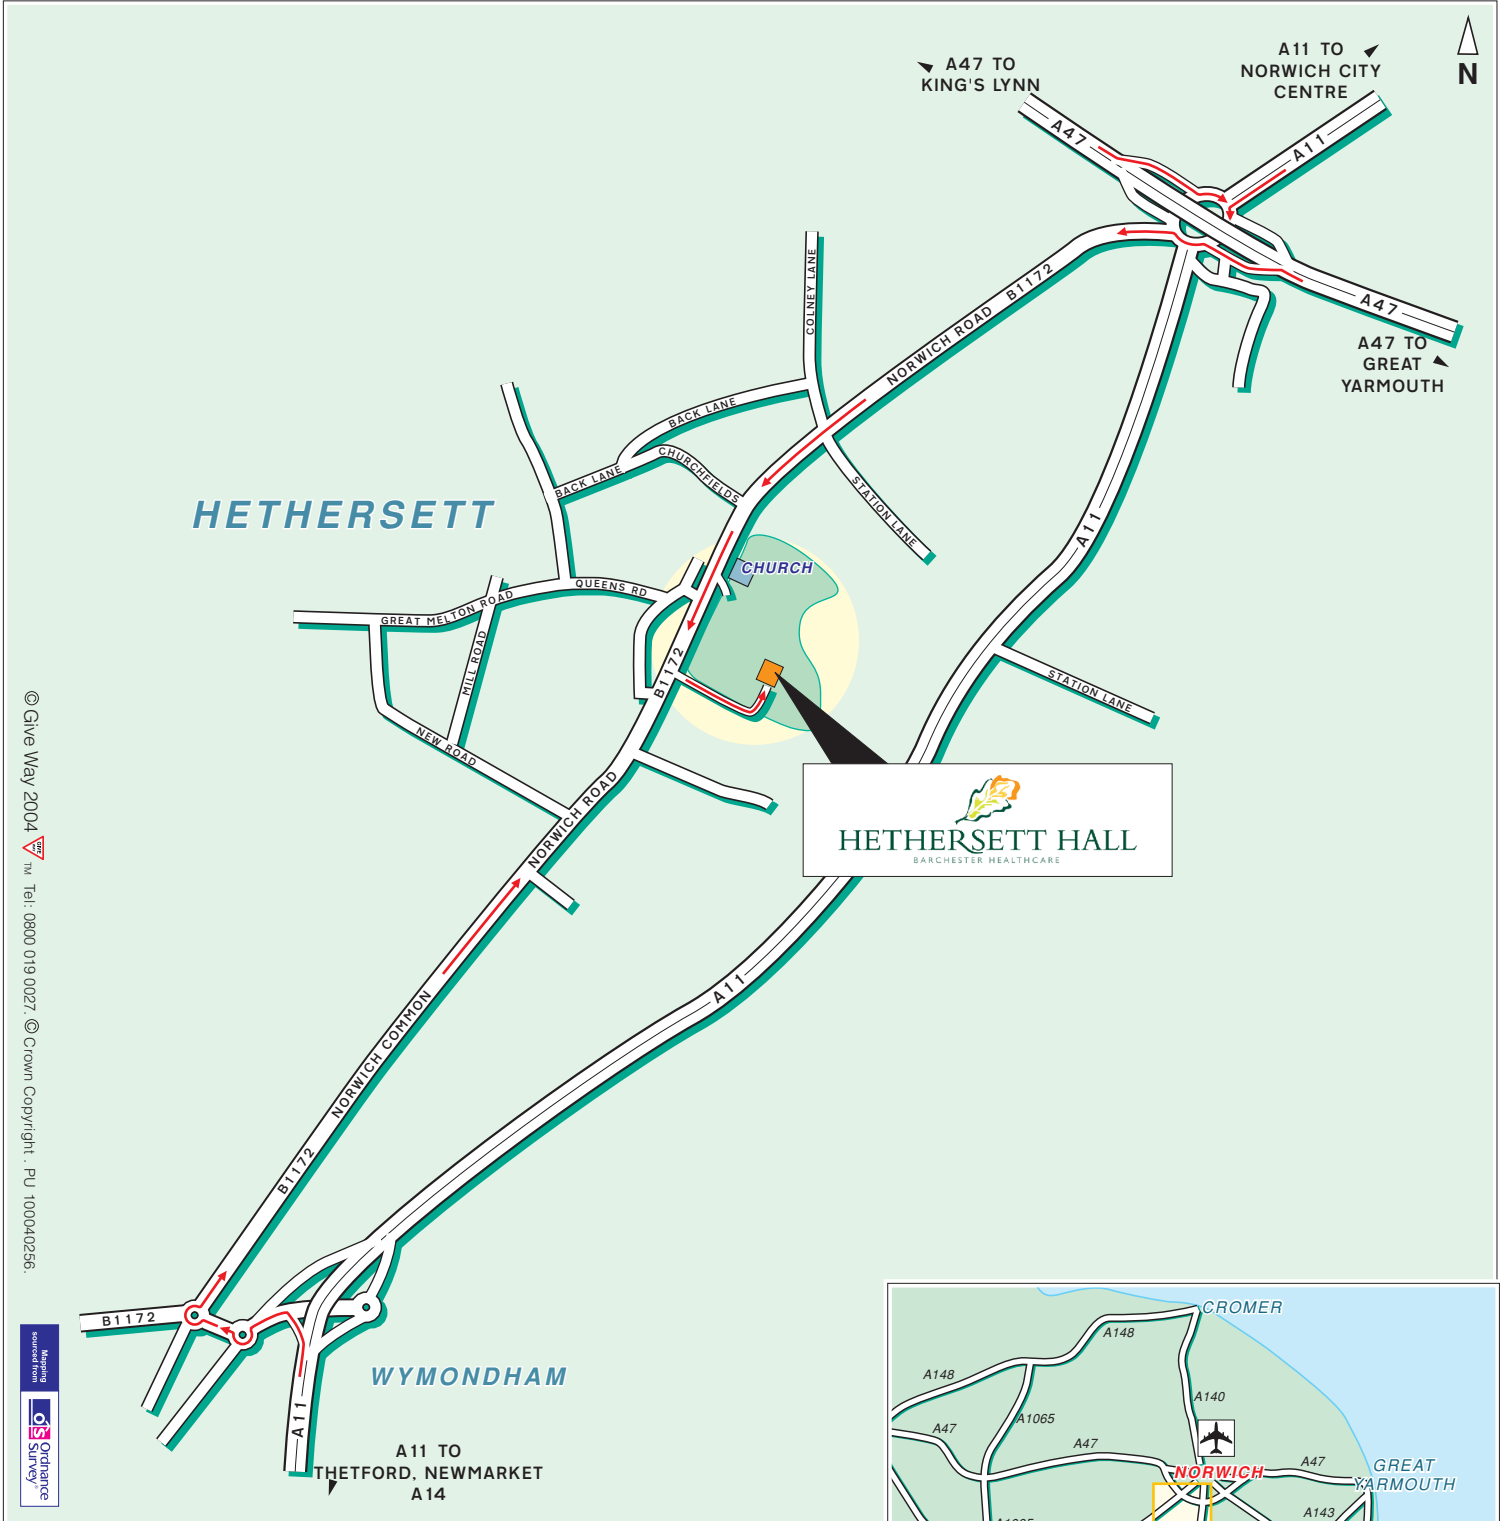 A47 TO
KING'S LYNN
A11 TO
NORWICH CITY
CENTRE
N
A47
A11
A47
A47 TO
GREAT
YARMOUTH
COLNEY LANE
NORWICH ROAD B1172
BACK LANE
BACK LANE
CHURCHFIELDS
STATION LANE
HETHERSETT
A11
CHURCH
QUEENS RD
GREAT MELTON ROAD
MILL ROAD
B1172
STATION LANE
NEW ROAD
NORWICH ROAD
HETHERSETT HALL
BARCHESTER HEALTHCARE
A11
NORWICH COMMON
B1172
B1172
WYMONDHAM
A11
A11 TO
THETFORD, NEWMARKET
A14
© Give Way 2004 GIVE WAY ™ Tel: 0800 019 0027. © Crown Copyright . PU 100040256.
Mapping
sourced from
OS
Ordnance
Survey®
CROMER
A148
A148
A140
A1065
A47
A47
NORWICH
A47
GREAT
YARMOUTH
A143